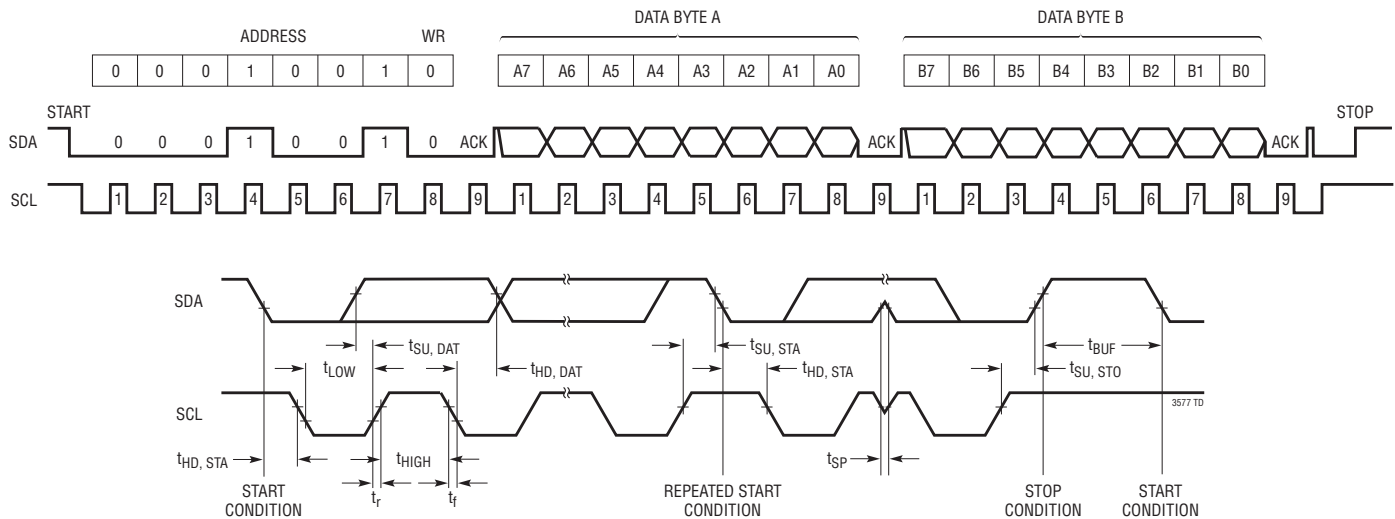 DATA BYTE A DATA BYTE B
ADDRESS WR
0 0 0 1 0 0 1 0 A7 A6 A5 A4 A3 A2 A1 A0 B7 B6 B5 B4 B3 B2 B1 B0
START STOP
SDA 0 0 0 1 0 0 1 0 ACK ACK ACK
SCL 1 2 3 4 5 6 7 8 9 1 2 3 4 5 6 7 8 9 1 2 3 4 5 6 7 8 9
SDA
tSU, DAT tSU, STA tBUF
tLOW tHD, DAT tHD, STA tSU, STO
SCL 3577 TD
tHD, STA tHIGH tSP
tr tf
START CONDITION
REPEATED START CONDITION
STOP CONDITION
START CONDITION